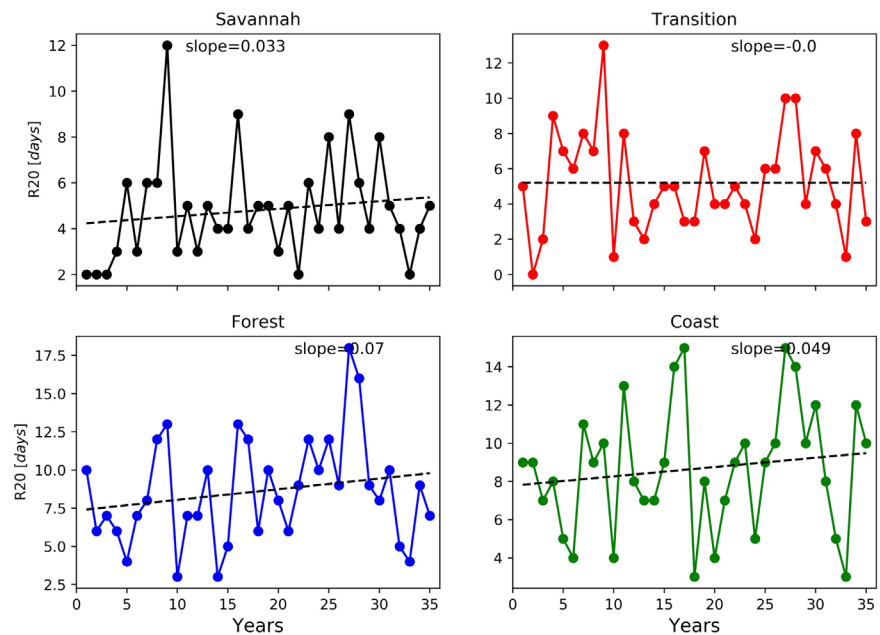 Savannah
slope=0.033
R20 [days]
12
10
8
6
4
2
Transition
slope=-0.0
12
10
8
6
4
2
0
Forest
slope=0.07
R20 [days]
17.5
15.0
12.5
10.0
7.5
5.0
2.5
0 5 10 15 20 25 30 35
Years
Coast
slope=0.049
14
12
10
8
6
4
0 5 10 15 20 25 30 35
Years